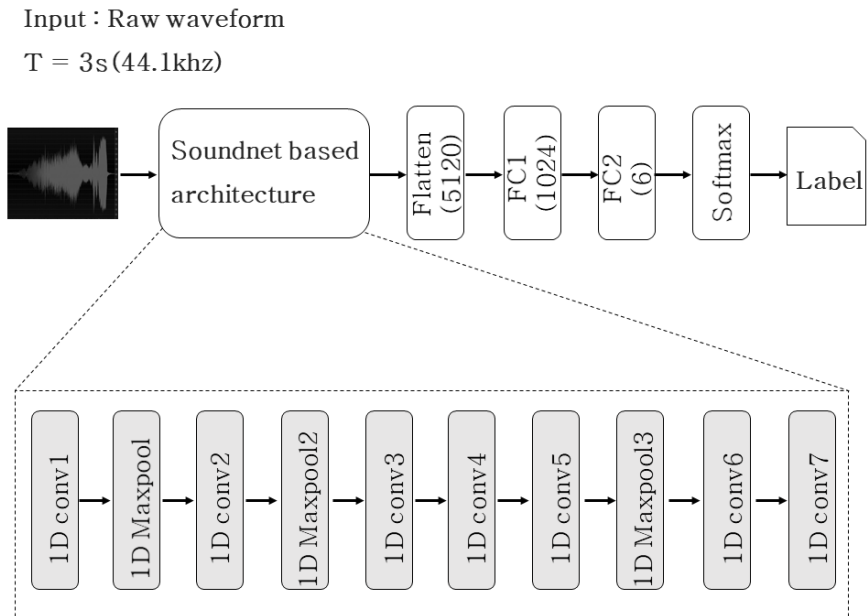 Input : Raw waveform
T = 3s(44.1khz)
Soundnet based
architecture
Flatten
(5120)
FC1
(1024)
FC2
(6)
Softmax
Label
1D conv1
1D Maxpool
1D conv2
1D Maxpool2
1D conv3
1D conv4
1D conv5
1D Maxpool3
1D conv6
1D conv7